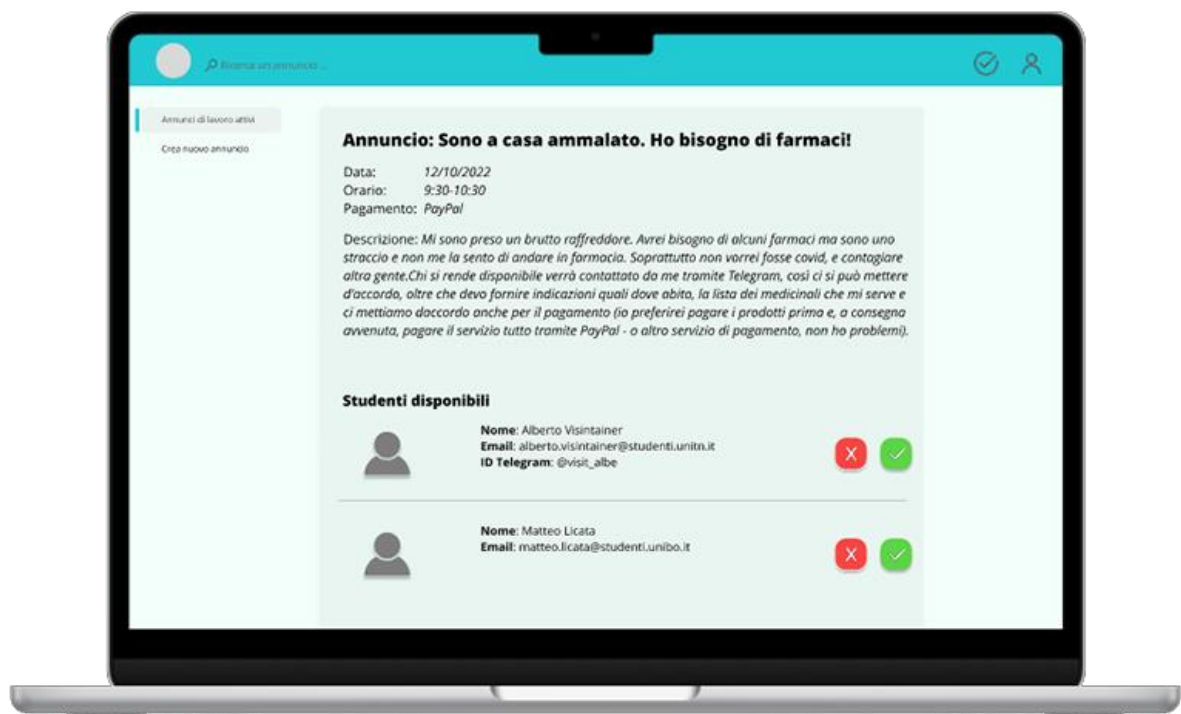 Ricerca un annuncio ...
Annunci di lavoro attivi
Crea nuovo annuncio
Annuncio: Sono a casa ammalato. Ho bisogno di farmaci!
Data: 12/10/2022
Orario: 9:30-10:30
Pagamento: PayPal
Descrizione: Mi sono preso un brutto raffreddore. Avrei bisogno di alcuni farmaci ma sono uno
straccio e non me la sento di andare in farmacia. Soprattutto non vorrei fosse covid, e contagiare
altra gente.Chi si rende disponibile verrà contattato da me tramite Telegram, così ci si può mettere
d'accordo, oltre che devo fornire indicazioni quali dove abito, la lista dei medicinali che mi serve e
ci mettiamo daccordo anche per il pagamento (io preferirei pagare i prodotti prima e, a consegna
avvenuta, pagare il servizio tutto tramite PayPal - o altro servizio di pagamento, non ho problemi).
Studenti disponibili
Nome: Alberto Visintainer
Email: alberto.visintainer@studenti.unitn.it
ID Telegram: @visit_albe
X
Nome: Matteo Licata
Email: matteo.licata@studenti.unibo.it
X